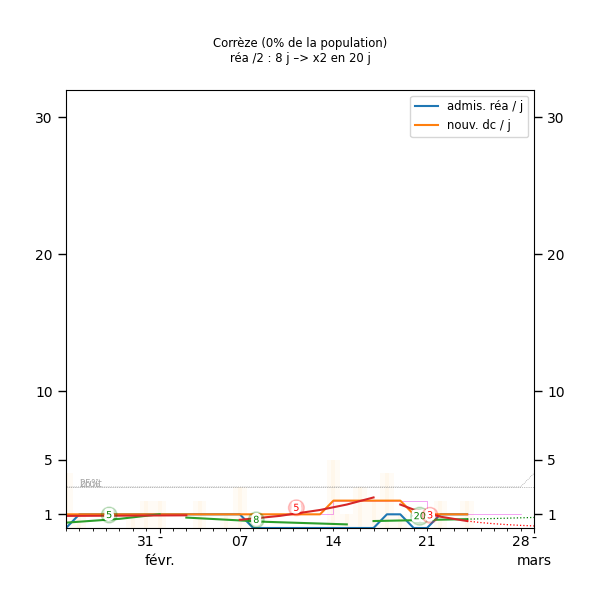 Corrèze (0% de la population)
réa /2 : 8 j –> x2 en 20 j
admis. réa / j
nouv. dc / j
30 30
20 20
10 10
5 5
1 1
5 8 5 20 3
31 07 14 21 28
févr. mars